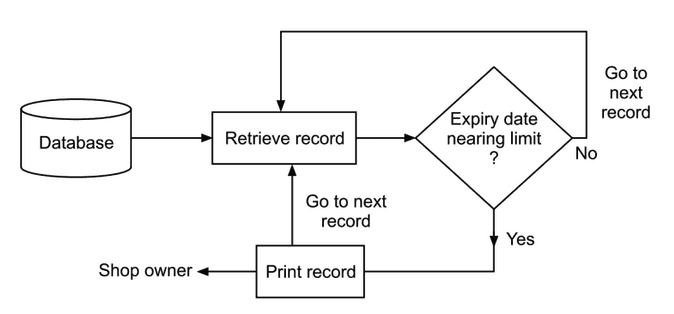 Go to
next
record
Database
Retrieve record
Expiry date
nearing limit
?
No
Go to next
record
Yes
Shop owner
Print record